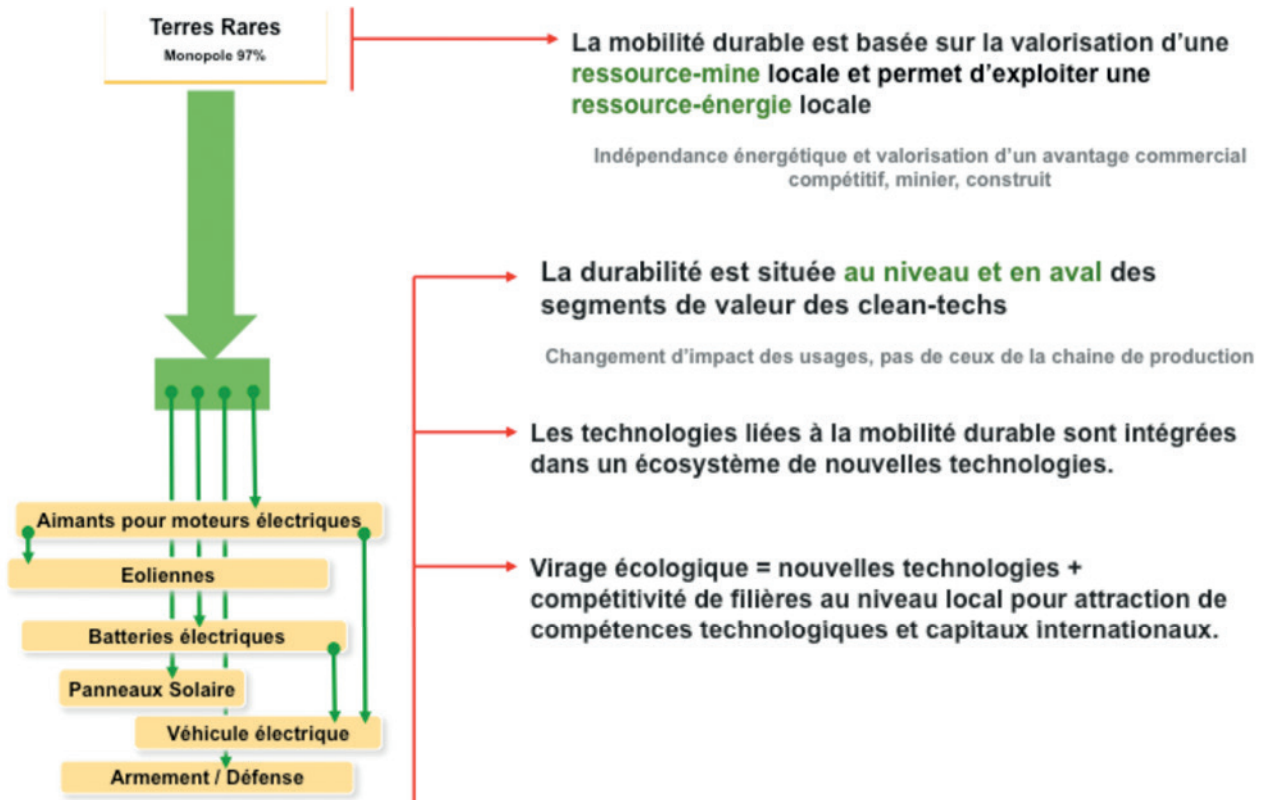 Terres Rares
Monopole 97%
La mobilité durable est basée sur la valorisation d'une
ressource-mine locale et permet d'exploiter une
ressource-énergie locale
Indépendance énergétique et valorisation d'un avantage commercial
compétitif, minier, construit
La durabilité est située au niveau et en aval des
segments de valeur des clean-techs
Changement d'impact des usages, pas de ceux de la chaine de production
Les technologies liées à la mobilité durable sont intégrées
dans un écosystème de nouvelles technologies.
Virage écologique = nouvelles technologies +
compétitivité de filières au niveau local pour attraction de
compétences technologiques et capitaux internationaux.
Aimants pour moteurs électriques
Eoliennes
Batteries électriques
Panneaux Solaire
Véhicule électrique
Armement / Défense